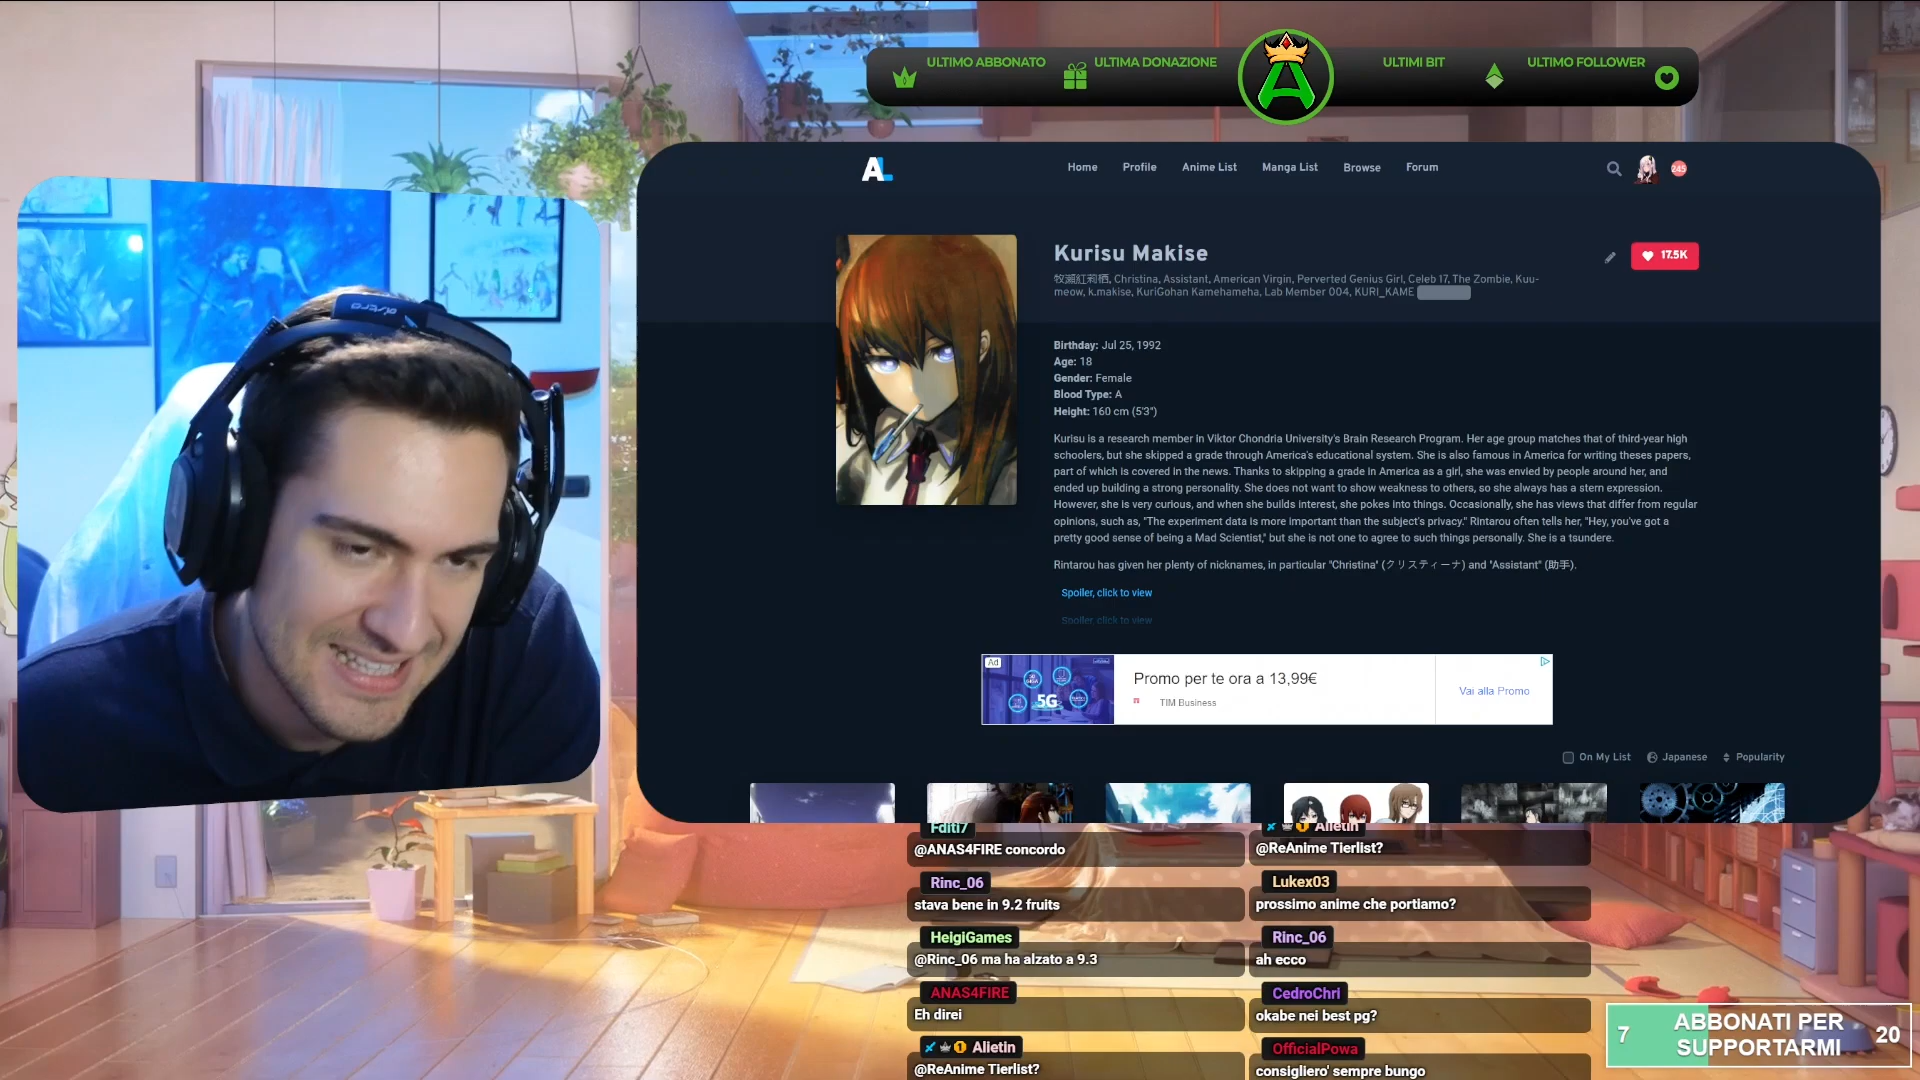 ULTIMO ABBONATO
ULTIMA DONAZIONE
ULTIMI BIT
ULTIMO FOLLOWER
AL
Home
Profile
Anime List
Manga List
Browse
Forum
245
Kurisu Makise
17.5K
牧瀬紅莉栖, Christina, Assistant, American Virgin, Perverted Genius Girl, Celeb 17, The Zombie, Kuu-
meow, k.makise, KuriGohan Kamehameha, Lab Member 004, KURI_KAME
Birthday: Jul 25, 1992
Age: 18
Gender: Female
Blood Type: A
Height: 160 cm (5'3")
Kurisu is a research member in Viktor Chondria University's Brain Research Program. Her age group matches that of third-year high
schoolers, but she skipped a grade through America's educational system. She is also famous in America for writing theses papers,
part of which is covered in the news. Thanks to skipping a grade in America as a girl, she was envied by people around her, and
ended up building a strong personality. She does not want to show weakness to others, so she always has a stern expression.
However, she is very curious, and when she builds interest, she pokes into things. Occasionally, she has views that differ from regular
opinions, such as, "The experiment data is more important than the subject's privacy." Rintarou often tells her, "Hey, you've got a
pretty good sense of being a Mad Scientist," but she is not one to agree to such things personally. She is a tsundere.
Rintarou has given her plenty of nicknames, in particular "Christina" (クリスティーナ) and "Assistant" (助手).
Spoiler, click to view
Spoiler, click to view
Ad
5G
Promo per te ora a 13,99€
TIM Business
Vai alla Promo
On My List
Japanese
Popularity
Fditi7
@ANAS4FIRE concordo
Rinc_06
stava bene in 9.2 fruits
HelgiGames
@Rinc_06 ma ha alzato a 9.3
ANAS4FIRE
Eh direi
Alietin
@ReAnime Tierlist?
Alietin
@ReAnime Tierlist?
Lukex03
prossimo anime che portiamo?
Rinc_06
ah ecco
CedroChri
okabe nei best pg?
OfficialPowa
consigliero' sempre bungo
7
ABBONATI PER
SUPPORTARMI
20